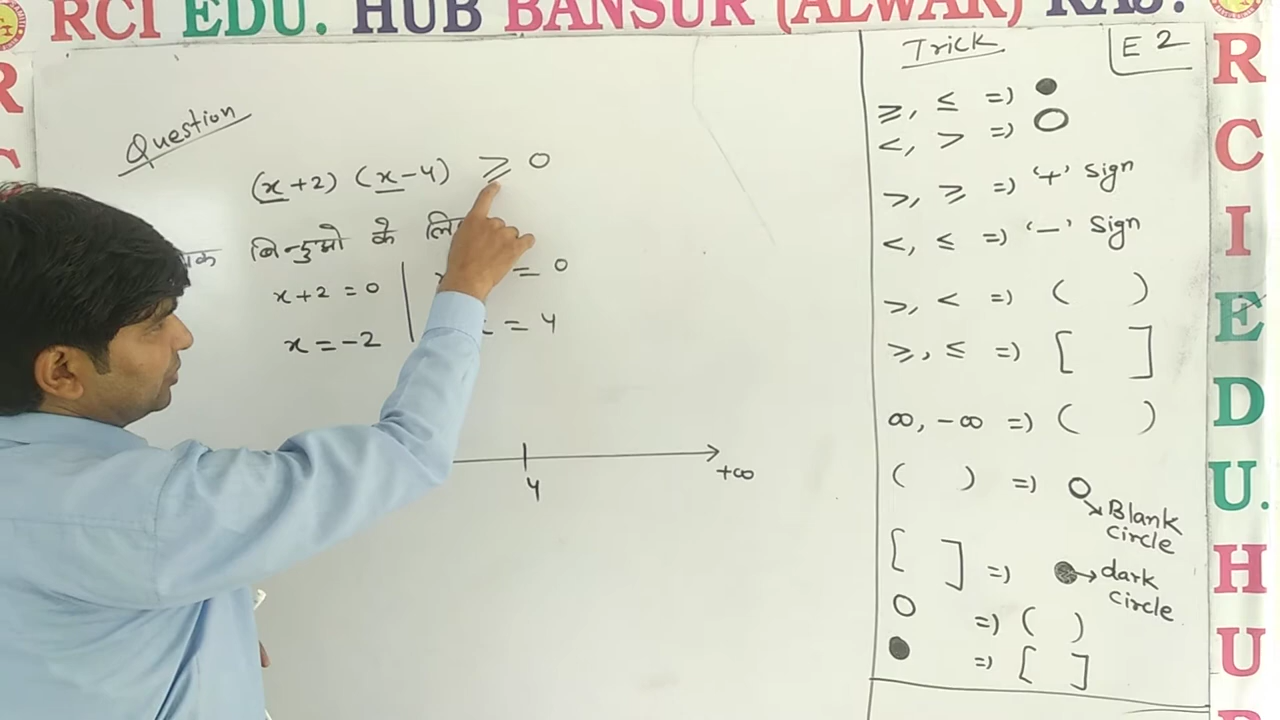 RCI EDU. HUB BANSUR (ALWAR) RAJ.
Question
(x+2) (x-4) ≥ 0
बिन्दुओ के
x+2 = 0
= 0
x = -2
= 4
4
+∞
Trick
E 2
≥, ≤ =) ●
<, > =) ○
>, ≥ =) '+' sign
<, ≤ =) '-' sign
>, < =) ( )
≥, ≤ =) [ ]
∞, -∞ =) ( )
( ) =) ○ → Blank circle
[ ] =) ● → dark circle
○ =) ( )
● =) [ ]
R
C
I
E
D
U.
H
U